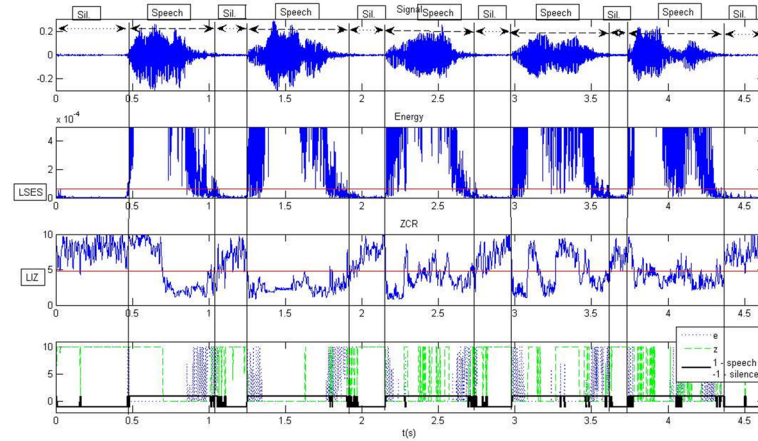 Sil. Speech Sil. Speech Sil. Speech Sil. Speech Speech Sil.
Signal
0.2
0
-0.2
0 0.5 1 1.5 2 2.5 3 3.5 4 4.5
x 10⁻⁴
Energy
4
2
LSES
0
0 0.5 1 1.5 2 2.5 3 3.5 4 4.5
ZCR
10
LIZ
5
0
0 0.5 1 1.5 2 2.5 3 3.5 4 4.5
10
e
z
1 - speech
-1 - silence
5
0
0 0.5 1 1.5 2 2.5 3 3.5 4 4.5
t(s)